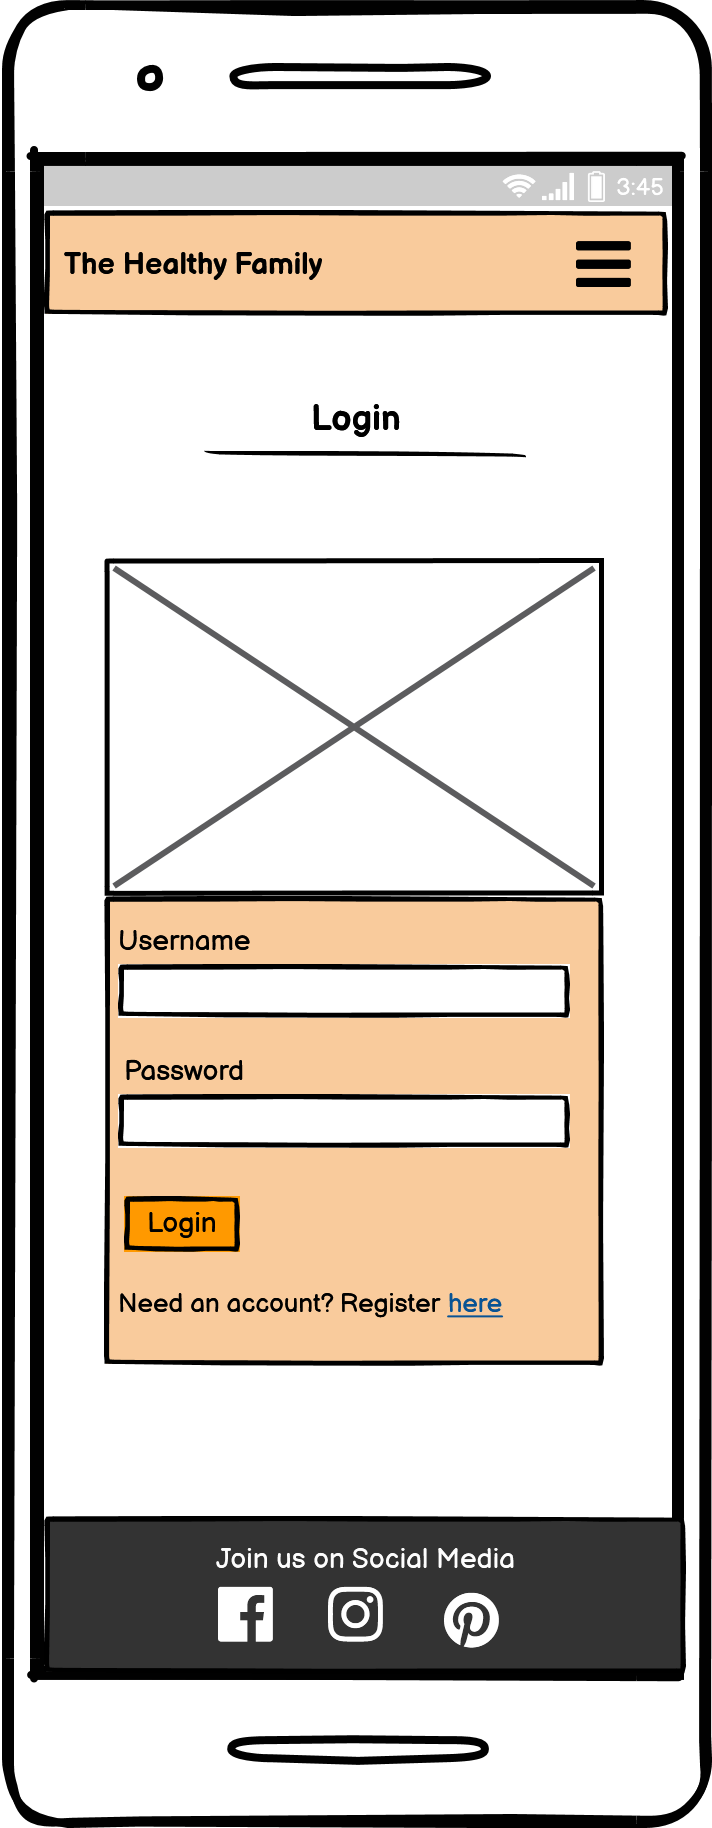 3:45
The Healthy Family
Login
Username
Password
Login
Need an account? Register here
Join us on Social Media